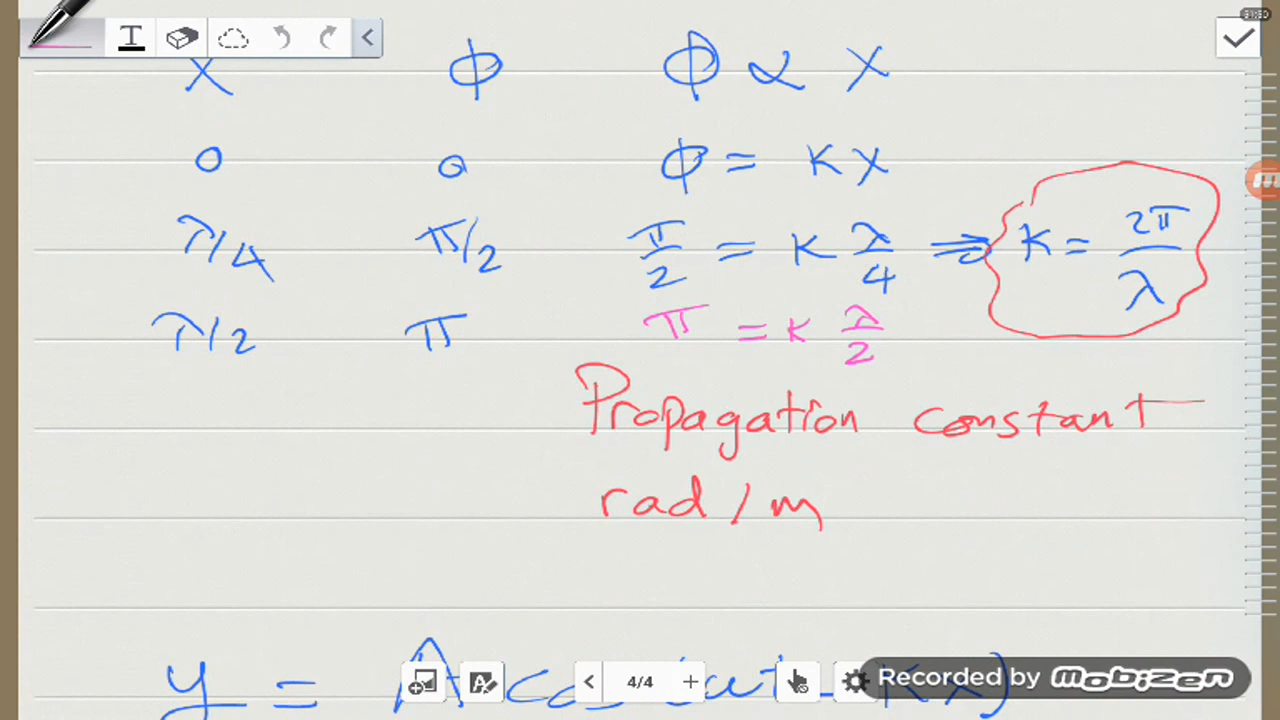 x φ φ α x
0 0 φ = Kx
λ/4 π/2 π/2 = K λ/4 ⇒ K = 2π/λ
λ/2 π π = K λ/2
Propagation constant
rad/m
y = A
4/4
Recorded by mobizen